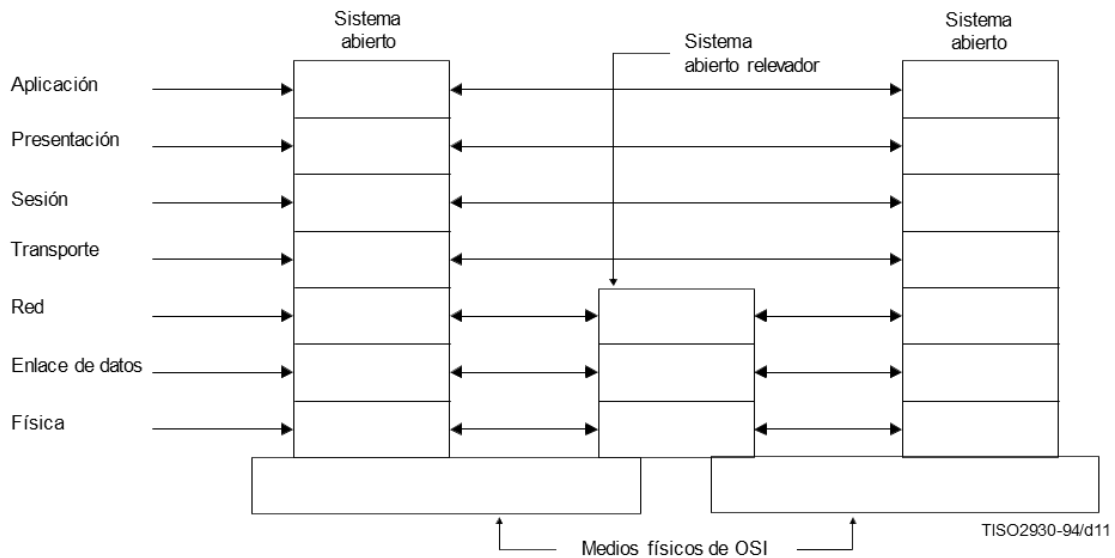 Sistema
abierto
Sistema
abierto relevador
Sistema
abierto
Aplicación
Presentación
Sesión
Transporte
Red
Enlace de datos
Física
TISO2930-94/d11
Medios físicos de OSI